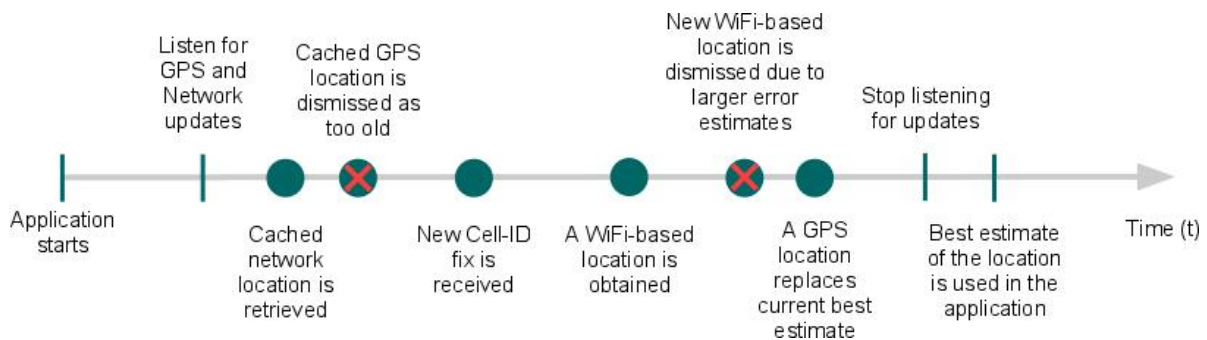 Application
starts
Listen for
GPS and
Network
updates
Cached
network
location is
retrieved
Cached GPS
location is
dismissed as
too old
New Cell-ID
fix is
received
A WiFi-based
location is
obtained
New WiFi-based
location is
dismissed due to
larger error
estimates
A GPS
location
replaces
current best
estimate
Stop listening
for updates
Best estimate
of the location
is used in the
application
Time (t)